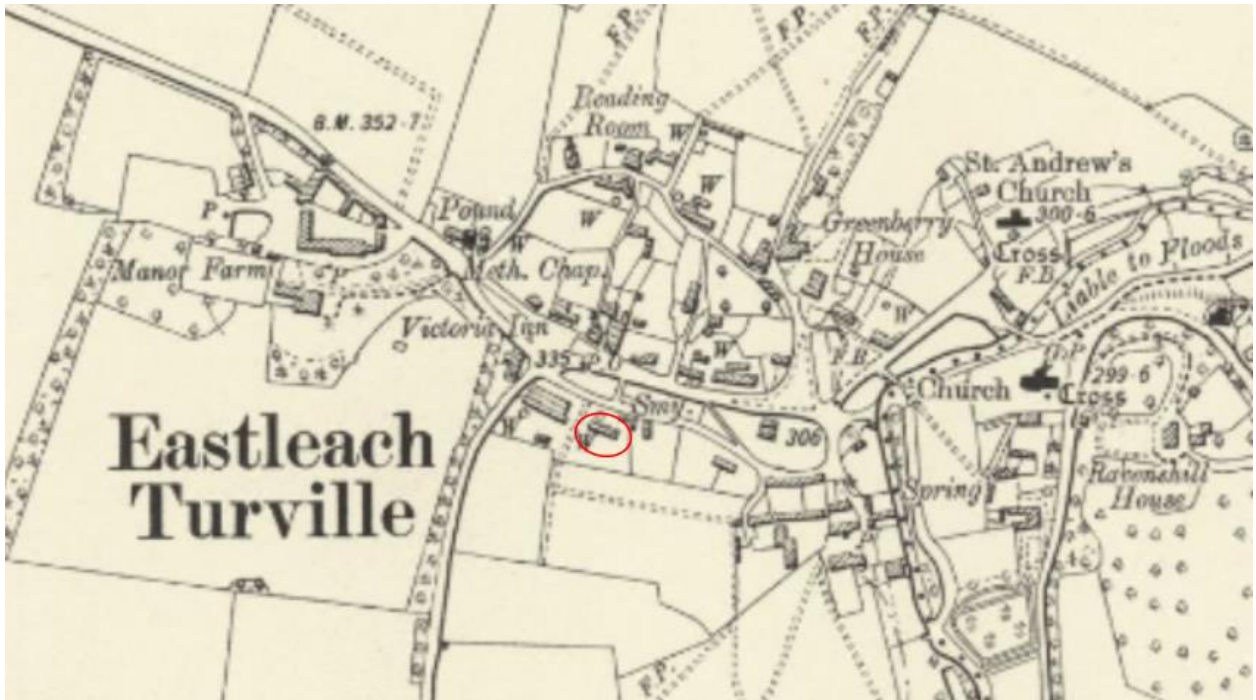 F.P.
F.P.
F.P.
B.M. 352·7
Reading
Room
W
W
W
W
St. Andrew's
Church
300·6
Cross
F.B.
Liable to Floods
P
Pound
Greenberry
House
Manor Farm
P
Meth. Chap.
W
Victoria Inn
335
W
F.B.
G.P.
Church
299·6
Cross
Smy.
306
W
W
Eastleach
Turville
Spring
Ravenshill
House
F.P.